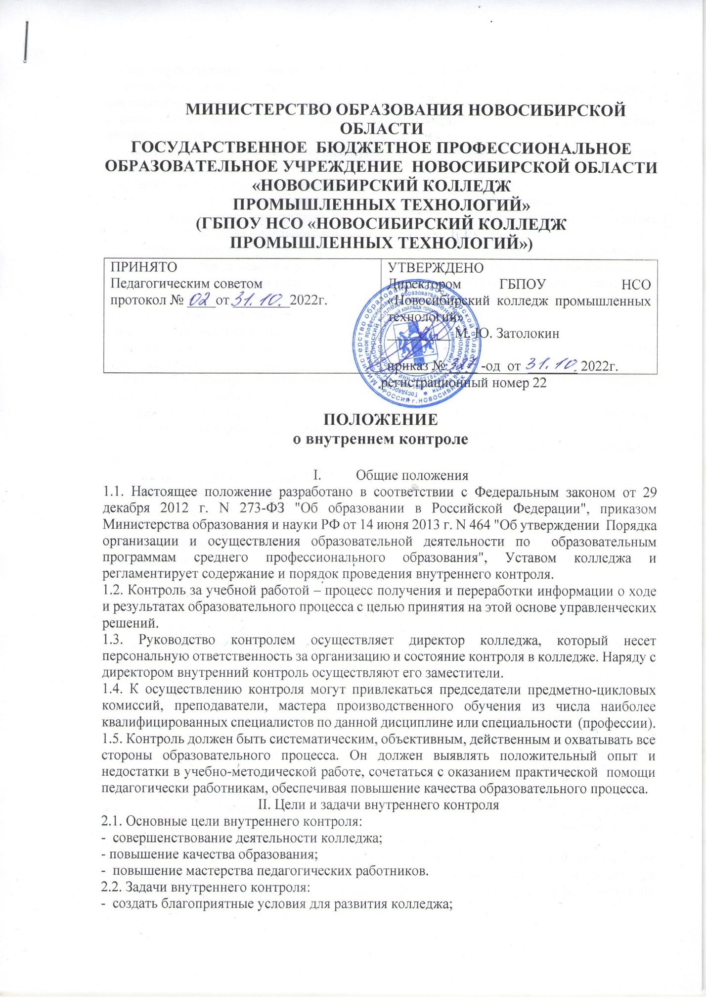 МИНИСТЕРСТВО ОБРАЗОВАНИЯ НОВОСИБИРСКОЙ
ОБЛАСТИ
ГОСУДАРСТВЕННОЕ БЮДЖЕТНОЕ ПРОФЕССИОНАЛЬНОЕ
ОБРАЗОВАТЕЛЬНОЕ УЧРЕЖДЕНИЕ НОВОСИБИРСКОЙ ОБЛАСТИ
«НОВОСИБИРСКИЙ КОЛЛЕДЖ
ПРОМЫШЛЕННЫХ ТЕХНОЛОГИЙ»
(ГБПОУ НСО «НОВОСИБИРСКИЙ КОЛЛЕДЖ
ПРОМЫШЛЕННЫХ ТЕХНОЛОГИЙ»)
ПРИНЯТО
Педагогическим советом
протокол № 02 от 31.10. 2022г.
УТВЕРЖДЕНО
Директором ГБПОУ НСО
«Новосибирский колледж промышленных
технологий»
М. Ю. Затолокин
приказ № -од от 31.10. 2022г.
регистрационный номер 22
Министерство образования Новосибирской области
РОССИЯ г.НОВОСИБИРСК
ПОЛОЖЕНИЕ
о внутреннем контроле
I. Общие положения
1.1. Настоящее положение разработано в соответствии с Федеральным законом от 29
декабря 2012 г. N 273-ФЗ "Об образовании в Российской Федерации", приказом
Министерства образования и науки РФ от 14 июня 2013 г. N 464 "Об утверждении Порядка
организации и осуществления образовательной деятельности по образовательным
программам среднего профессионального образования", Уставом колледжа и
регламентирует содержание и порядок проведения внутреннего контроля.
1.2. Контроль за учебной работой – процесс получения и переработки информации о ходе
и результатах образовательного процесса с целью принятия на этой основе управленческих
решений.
1.3. Руководство контролем осуществляет директор колледжа, который несет
персональную ответственность за организацию и состояние контроля в колледже. Наряду с
директором внутренний контроль осуществляют его заместители.
1.4. К осуществлению контроля могут привлекаться председатели предметно-цикловых
комиссий, преподаватели, мастера производственного обучения из числа наиболее
квалифицированных специалистов по данной дисциплине или специальности (профессии).
1.5. Контроль должен быть систематическим, объективным, действенным и охватывать все
стороны образовательного процесса. Он должен выявлять положительный опыт и
недостатки в учебно-методической работе, сочетаться с оказанием практической помощи
педагогически работникам, обеспечивая повышение качества образовательного процесса.
II. Цели и задачи внутреннего контроля
2.1. Основные цели внутреннего контроля:
- совершенствование деятельности колледжа;
- повышение качества образования;
- повышение мастерства педагогических работников.
2.2. Задачи внутреннего контроля:
- создать благоприятные условия для развития колледжа;